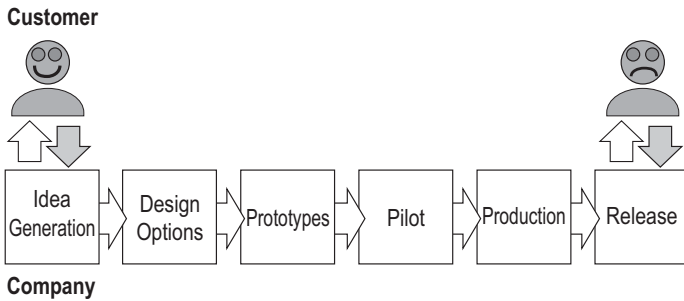 Customer
Idea
Generation
Design
Options
Prototypes
Pilot
Production
Release
Company